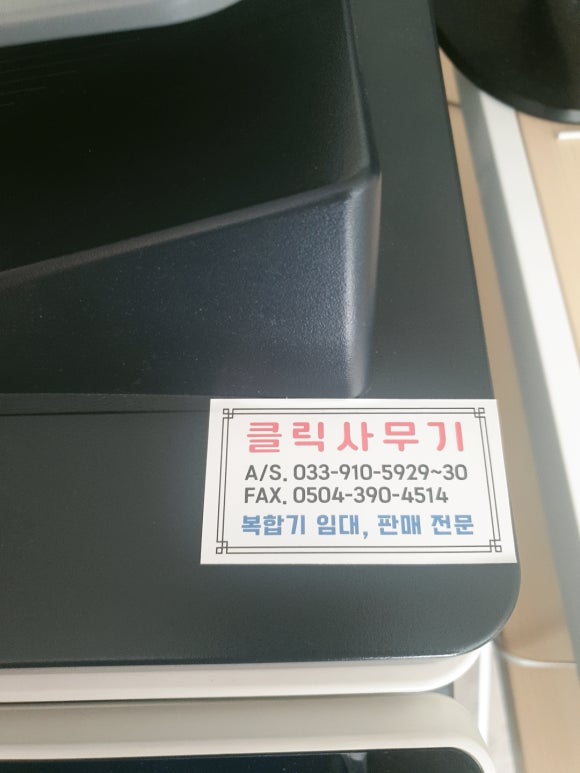 클릭사무기
A/S. 033-910-5929~30
FAX. 0504-390-4514
복합기 임대, 판매 전문